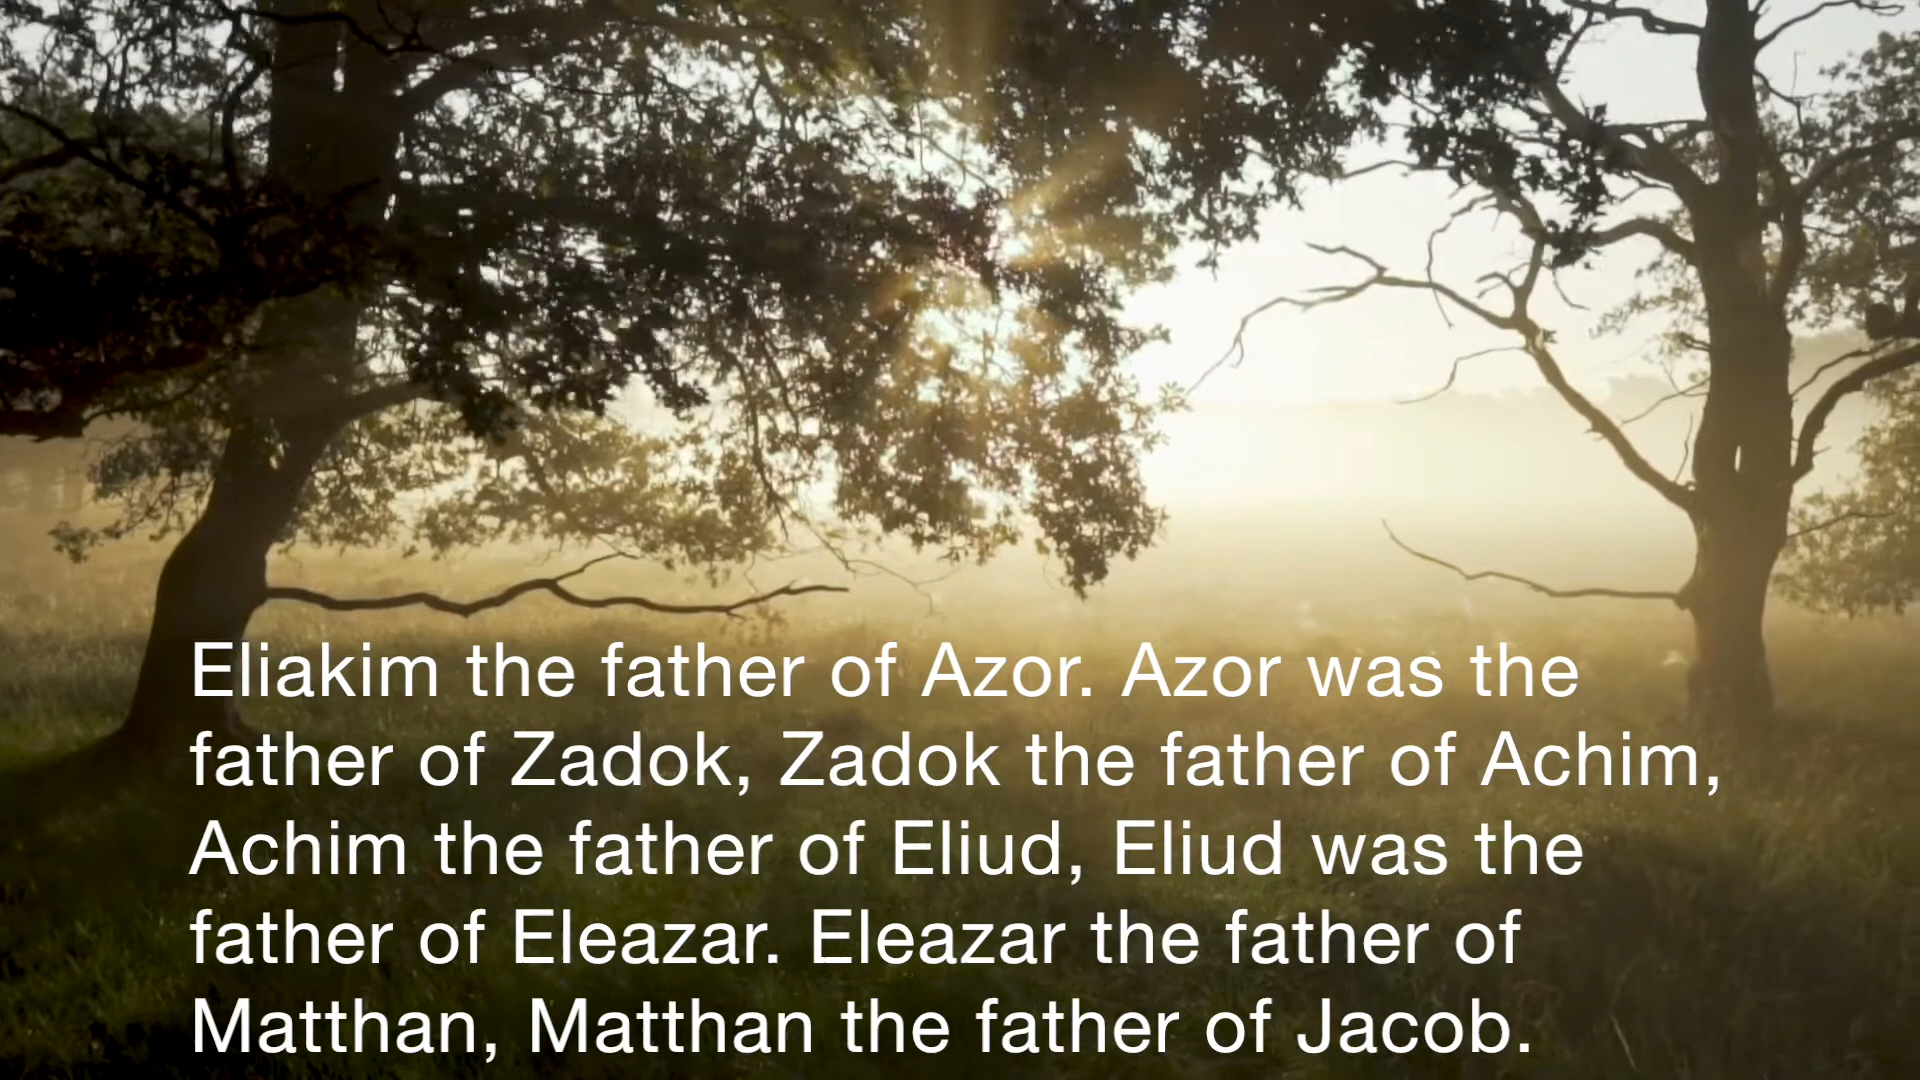 Eliakim the father of Azor. Azor was the
father of Zadok, Zadok the father of Achim,
Achim the father of Eliud, Eliud was the
father of Eleazar. Eleazar the father of
Matthan, Matthan the father of Jacob.